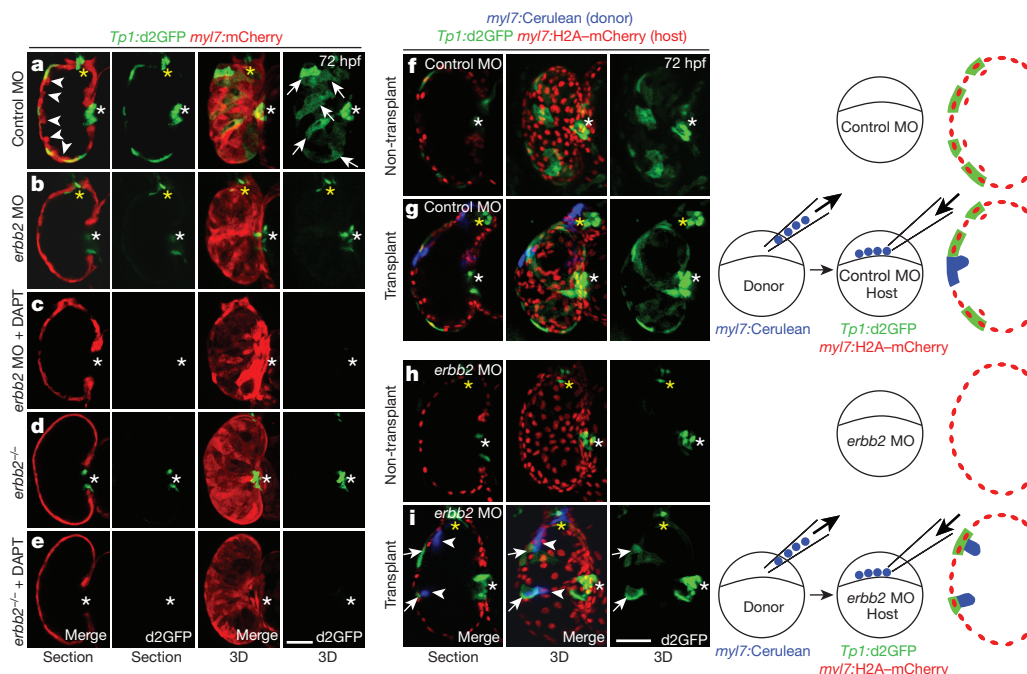 Tp1:d2GFP myl7:mCherry
a
72 hpf
Control MO
*
*
*
*
*
*
b
erbb2 MO
*
*
*
*
*
*
*
*
c
erbb2 MO + DAPT
*
*
*
*
d
erbb2–/–
*
*
*
*
e
erbb2–/– + DAPT
*
*
*
Merge
d2GFP
Merge
d2GFP
Section
Section
3D
3D
myl7:Cerulean (donor)
Tp1:d2GFP myl7:H2A–mCherry (host)
f
Control MO
72 hpf
Non-transplant
*
*
*
g
Control MO
Transplant
*
*
*
*
*
*
h
erbb2 MO
Non-transplant
*
*
*
*
*
*
i
erbb2 MO
Transplant
*
*
*
*
*
*
Merge
Merge
d2GFP
Section
3D
3D
Control MO
Donor
Control MO
Host
myl7:Cerulean
Tp1:d2GFP
myl7:H2A–mCherry
erbb2 MO
Donor
erbb2 MO
Host
myl7:Cerulean
Tp1:d2GFP
myl7:H2A–mCherry